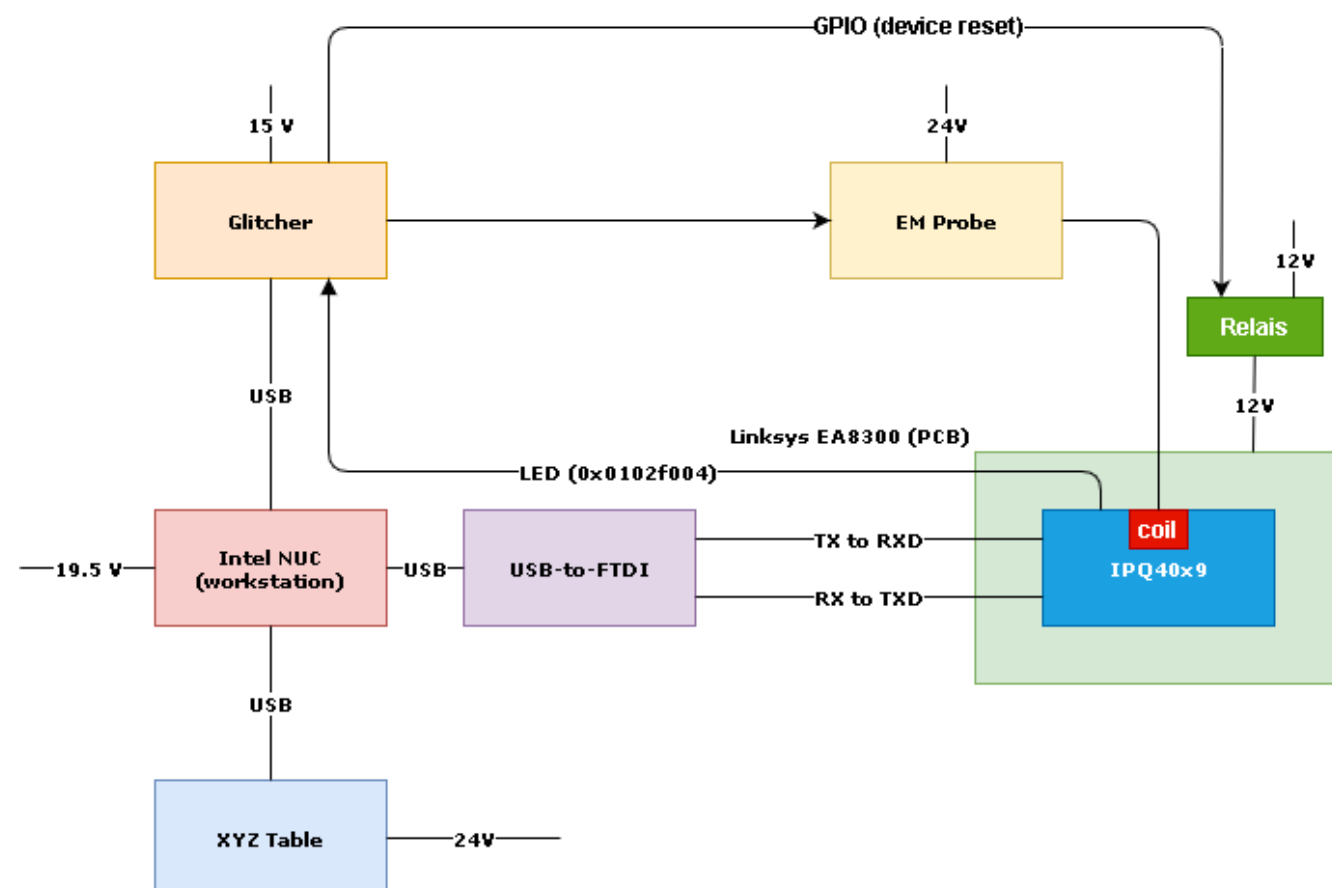 GPIO (device reset)
15 V
24V
Glitcher
EM Probe
12V
Relais
USB
12V
Linksys EA8300 (PCB)
LED (0x0102f004)
coil
19.5 V
Intel NUC
(workstation)
USB
USB-to-FTDI
TX to RXD
RX to TXD
IPQ40x9
USB
XYZ Table
24V